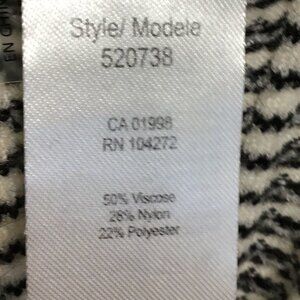 Style/ Modele
520738
CA 01998
RN 104272
50% Viscose
28% Nylon
22% Polyester